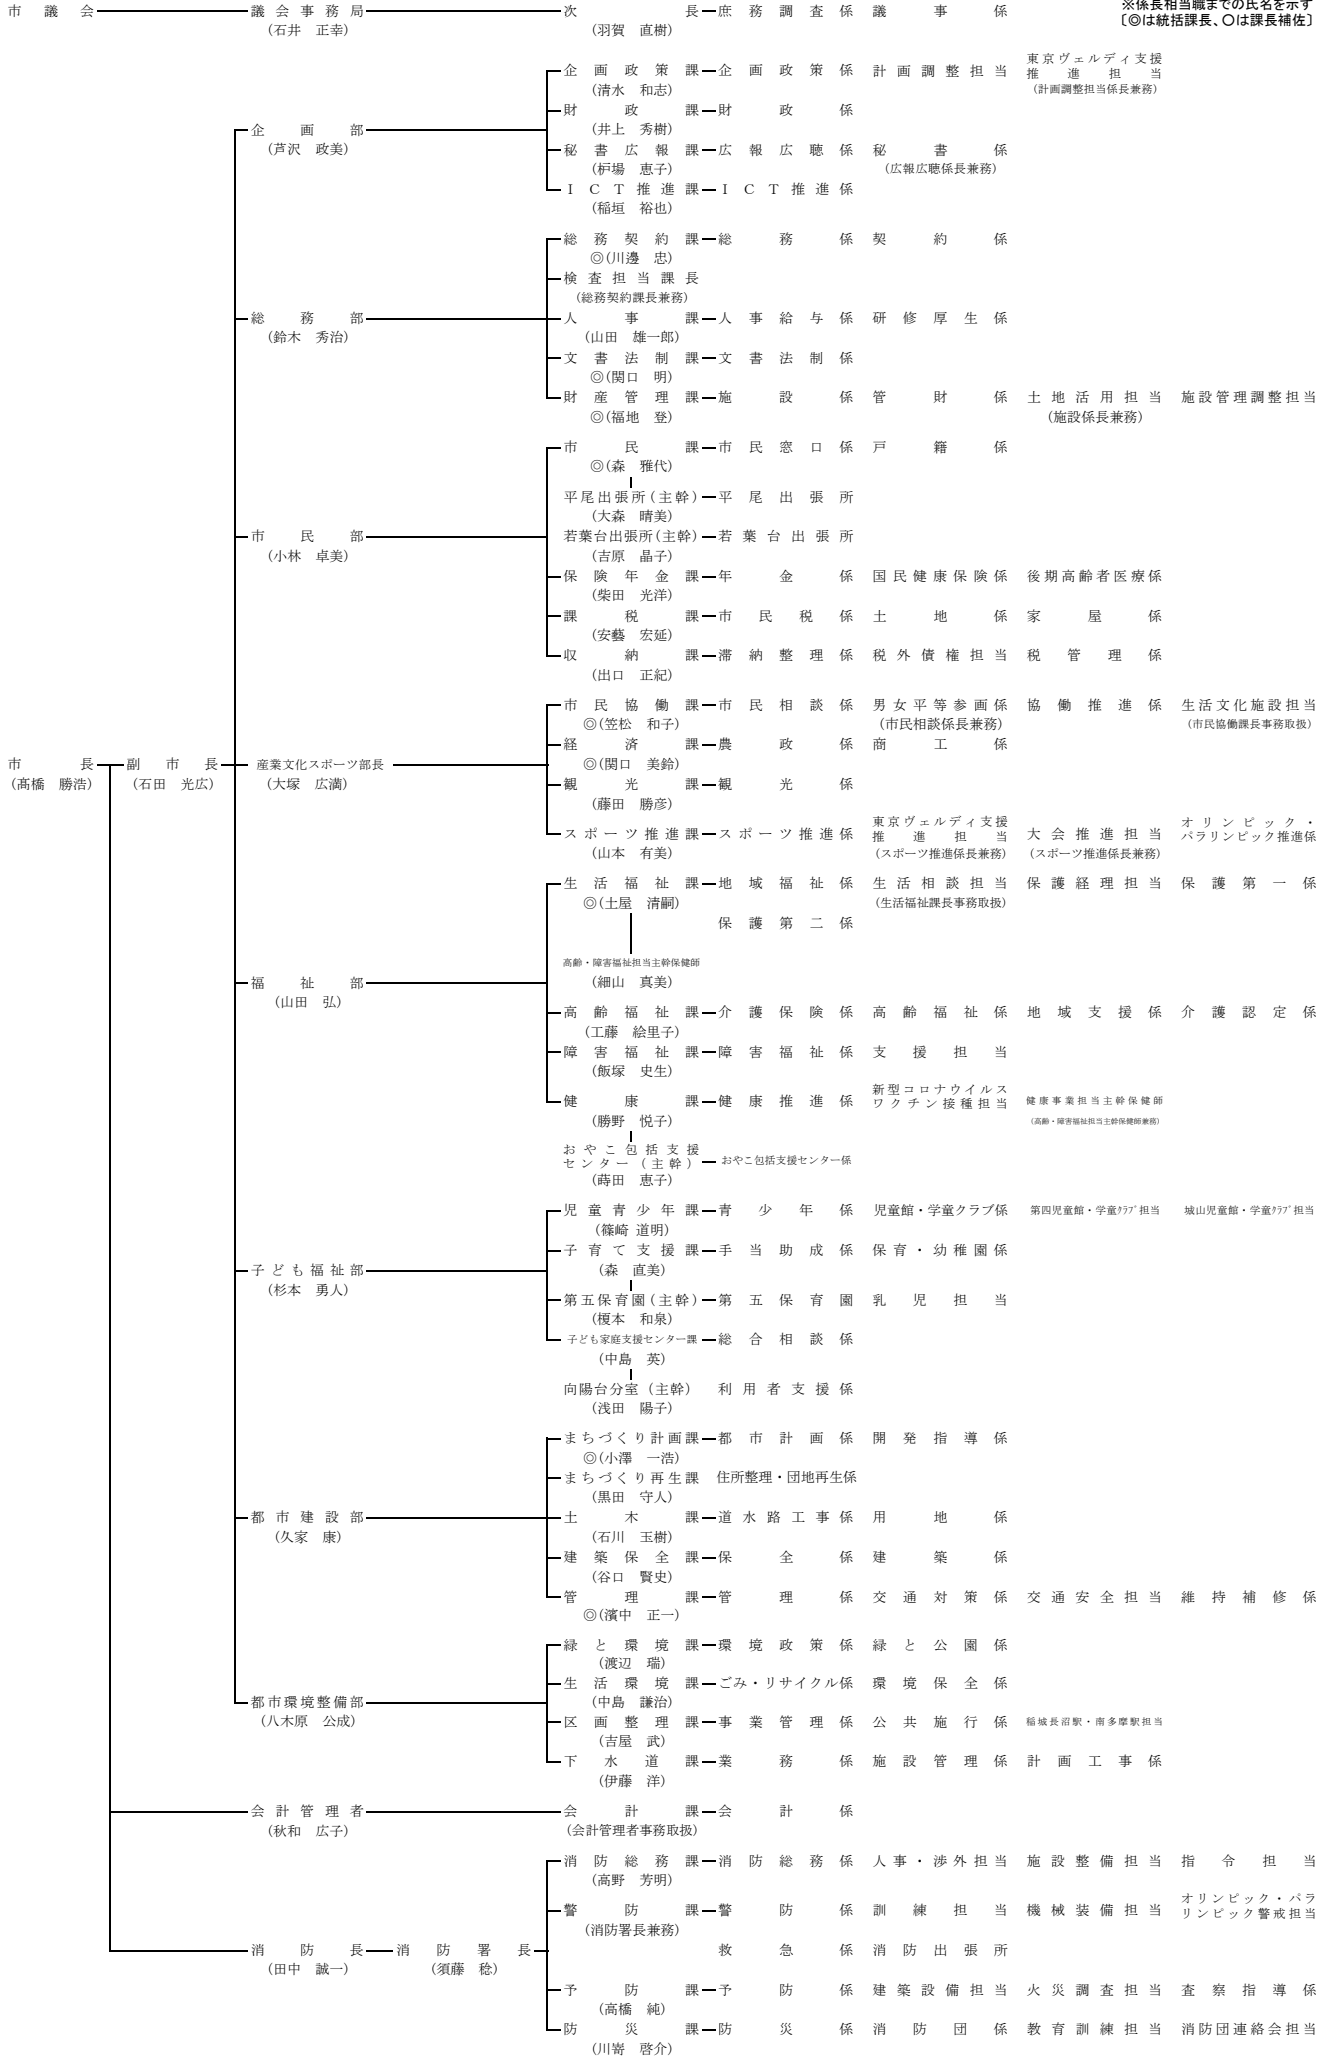 ※係長相当職までの氏名を示す
〔◎は統括課長、〇は課長補佐〕
市議会 議会事務局 次長 庶務調査係 議事係
(石井 正幸) (羽賀 直樹)
東京ヴェルディ支援
企画政策課 企画政策係 計画調整担当 推進担当
(清水 和志) (計画調整担当係長兼務)
財政課 財政係
企画部 (井上 秀樹)
(芦沢 政美) 秘書広報課 広報広聴係 秘書係
(枦場 恵子) (広報広聴係長兼務)
ICT推進課 ICT推進係
(稲垣 裕也)
総務契約課 総務係 契約係
◎(川邊 忠)
検査担当課長
(総務契約課長兼務)
総務部 人事課 人事給与係 研修厚生係
(鈴木 秀治) (山田 雄一郎)
文書法制課 文書法制係
◎(関口 明)
財産管理課 施設係 管財係 土地活用担当 施設管理調整担当
◎(福地 登) (施設係長兼務)
市民課 市民窓口係 戸籍係
◎(森 雅代)
平尾出張所(主幹) 平尾出張所
(大森 晴美)
市民部 若葉台出張所(主幹) 若葉台出張所
(小林 卓美) (吉原 晶子)
保険年金課 年金係 国民健康保険係 後期高齢者医療係
(柴田 光洋)
課税課 市民税係 土地係 家屋係
(安藝 宏延)
収納課 滞納整理係 税外債権担当 税管理係
(出口 正紀)
市民協働課 市民相談係 男女平等参画係 協働推進係 生活文化施設担当
◎(笠松 和子) (市民相談係長兼務) (市民協働課長事務取扱)
経済課 農政係 商工係
市長 副市長 産業文化スポーツ部長 ◎(関口 美鈴)
(髙橋 勝浩) (石田 光広) (大塚 広満) 観光課 観光係
(藤田 勝彦)
東京ヴェルディ支援 オリンピック・
スポーツ推進課 スポーツ推進係 推進担当 大会推進担当 パラリンピック推進係
(山本 有美) (スポーツ推進係長兼務) (スポーツ推進係長兼務)
生活福祉課 地域福祉係 生活相談担当 保護経理担当 保護第一係
◎(土屋 清嗣) (生活福祉課長事務取扱)
保護第二係
高齢・障害福祉担当主幹保健師
福祉部 (細山 真美)
(山田 弘)
高齢福祉課 介護保険係 高齢福祉係 地域支援係 介護認定係
(工藤 絵里子)
障害福祉課 障害福祉係 支援担当
(飯塚 史生)
新型コロナウイルス
健康課 健康推進係 ワクチン接種担当 健康事業担当主幹保健師
(勝野 悦子) (高齢・障害福祉担当主幹保健師兼務)
おやこ包括支援
センター(主幹) おやこ包括支援センター係
(蒔田 恵子)
児童青少年課 青少年係 児童館・学童クラブ係 第四児童館・学童ｸﾗﾌﾞ担当 城山児童館・学童ｸﾗﾌﾞ担当
(篠崎 道明)
子育て支援課 手当助成係 保育・幼稚園係
子ども福祉部 (森 直美)
(杉本 勇人)
第五保育園(主幹) 第五保育園 乳児担当
(榎本 和泉)
子ども家庭支援センター課 総合相談係
(中島 英)
向陽台分室(主幹) 利用者支援係
(浅田 陽子)
まちづくり計画課 都市計画係 開発指導係
◎(小澤 一浩)
まちづくり再生課 住所整理・団地再生係
(黒田 守人)
都市建設部 土木課 道水路工事係 用地係
(久家 康) (石川 玉樹)
建築保全課 保全係 建築係
(谷口 賢史)
管理課 管理係 交通対策係 交通安全担当 維持補修係
◎(濱中 正一)
緑と環境課 環境政策係 緑と公園係
(渡辺 瑞)
生活環境課 ごみ・リサイクル係 環境保全係
都市環境整備部 (中島 謙治)
(八木原 公成) 区画整理課 事業管理係 公共施行係 稲城長沼駅・南多摩駅担当
(吉屋 武)
下水道課 業務係 施設管理係 計画工事係
(伊藤 洋)
会計管理者 会計課 会計係
(秋和 広子) (会計管理者事務取扱)
消防総務課 消防総務係 人事・渉外担当 施設整備担当 指令担当
(高野 芳明)
オリンピック・パラ
警防課 警防係 訓練担当 機械装備担当 リンピック警戒担当
(消防署長兼務)
消防長 消防署長 救急係 消防出張所
(田中 誠一) (須藤 稔)
予防課 予防係 建築設備担当 火災調査担当 査察指導係
(高橋 純)
防災課 防災係 消防団係 教育訓練担当 消防団連絡会担当
(川嵜 啓介)